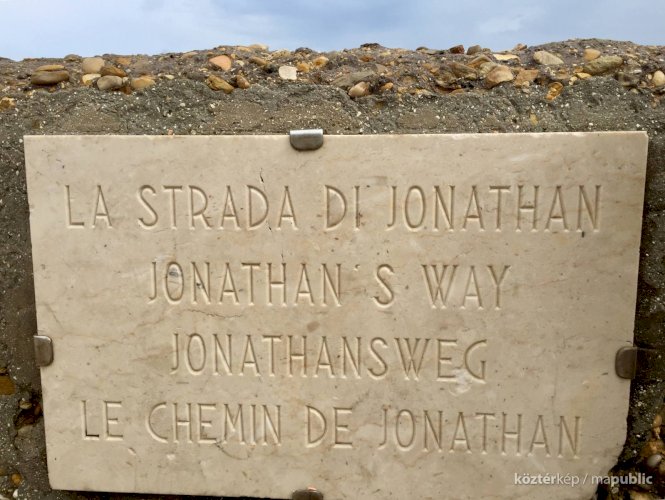 LA STRADA DI JONATHAN
JONATHAN´S WAY
JONATHANSWEG
LE CHEMIN DE JONATHAN
köztérkép / mapublic